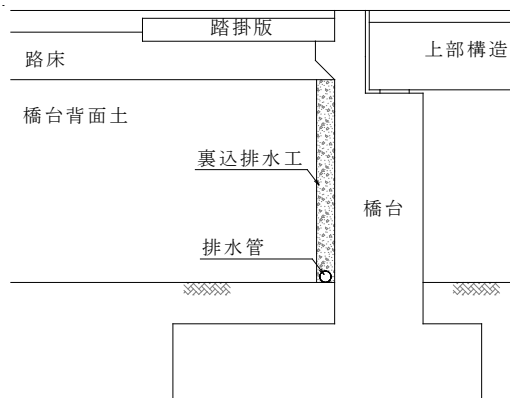 踏掛版
上部構造
路床
橋台背面土
裏込排水工
橋台
排水管